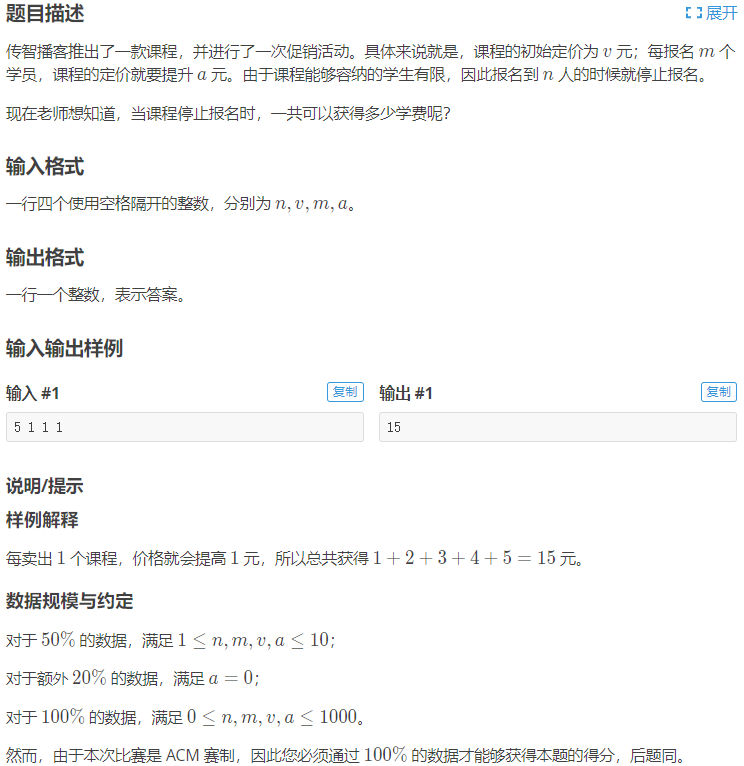 题目描述
展开
传智播客推出了一款课程，并进行了一次促销活动。具体来说就是，课程的初始定价为 v 元；每报名 m 个
学员，课程的定价就要提升 a 元。由于课程能够容纳的学生有限，因此报名到 n 人的时候就停止报名。
现在老师想知道，当课程停止报名时，一共可以获得多少学费呢？
输入格式
一行四个使用空格隔开的整数，分别为 n, v, m, a。
输出格式
一行一个整数，表示答案。
输入输出样例
输入 #1
复制
5 1 1 1
输出 #1
复制
15
说明/提示
样例解释
每卖出 1 个课程，价格就会提高 1 元，所以总共获得 1 + 2 + 3 + 4 + 5 = 15 元。
数据规模与约定
对于 50% 的数据，满足 1 ≤ n, m, v, a ≤ 10；
对于额外 20% 的数据，满足 a = 0；
对于 100% 的数据，满足 0 ≤ n, m, v, a ≤ 1000。
然而，由于本次比赛是 ACM 赛制，因此您必须通过 100% 的数据才能够获得本题的得分，后题同。